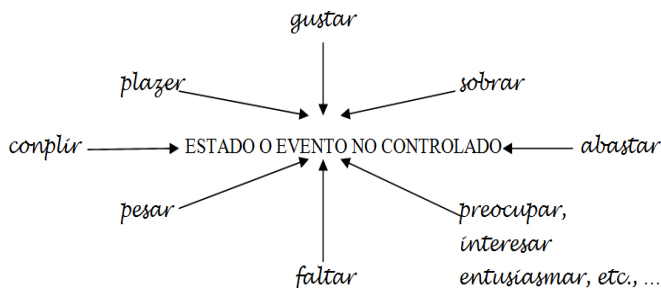 gustar
plazer
sobrar
conplir
ESTADO O EVENTO NO CONTROLADO
abastar
pesar
preocupar,
interesar
entusiasmar, etc., ...
faltar